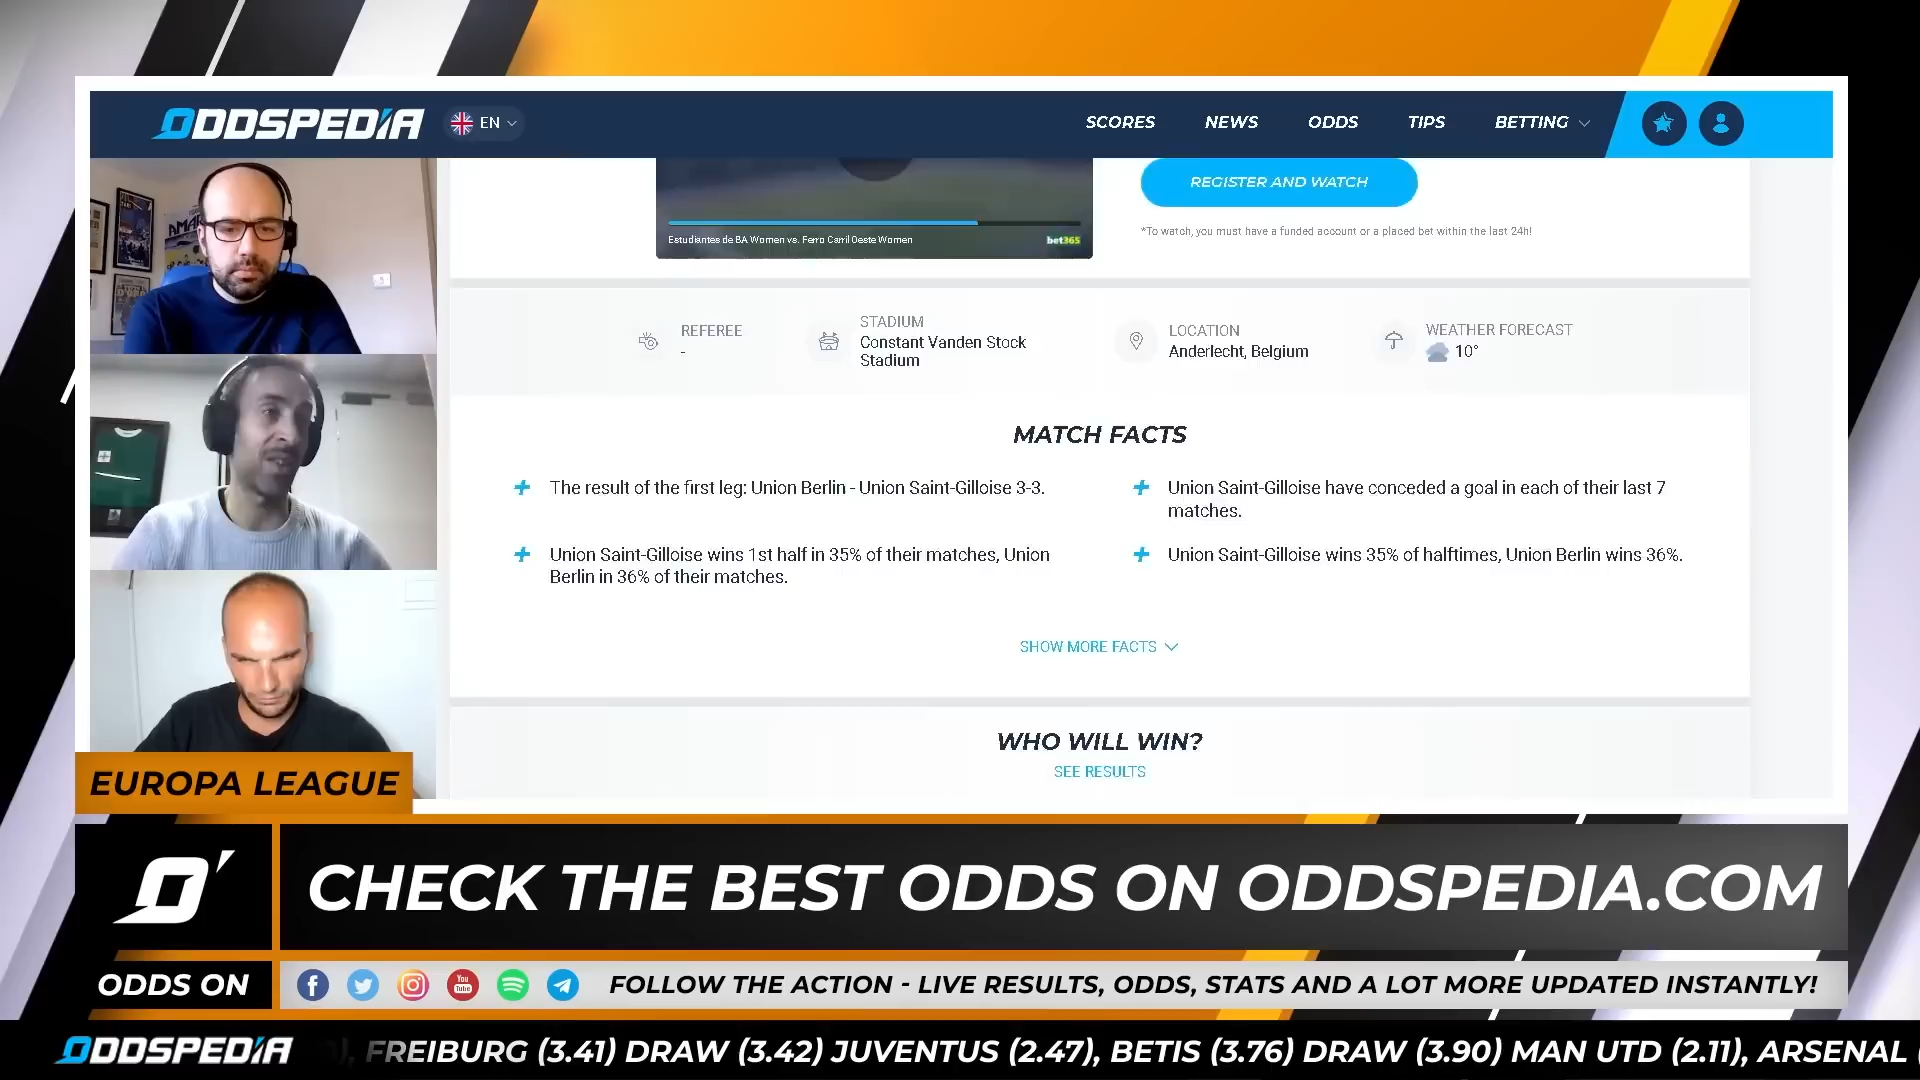 ODDSPEDIA
EN
SCORES
NEWS
ODDS
TIPS
BETTING
REGISTER AND WATCH
Estudiantes de BA Women vs. Ferro Carril Oeste Women
bet365
*To watch, you must have a funded account or a placed bet within the last 24h!
REFEREE
-
STADIUM
Constant Vanden Stock
Stadium
LOCATION
Anderlecht, Belgium
WEATHER FORECAST
10°
MATCH FACTS
The result of the first leg: Union Berlin - Union Saint-Gilloise 3-3.
Union Saint-Gilloise have conceded a goal in each of their last 7
matches.
Union Saint-Gilloise wins 1st half in 35% of their matches, Union
Berlin in 36% of their matches.
Union Saint-Gilloise wins 35% of halftimes, Union Berlin wins 36%.
SHOW MORE FACTS
WHO WILL WIN?
SEE RESULTS
EUROPA LEAGUE
CHECK THE BEST ODDS ON ODDSPEDIA.COM
ODDS ON
You
Tube
FOLLOW THE ACTION - LIVE RESULTS, ODDS, STATS AND A LOT MORE UPDATED INSTANTLY!
ODDSPEDIA
), FREIBURG (3.41) DRAW (3.42) JUVENTUS (2.47), BETIS (3.76) DRAW (3.90) MAN UTD (2.11), ARSENAL (